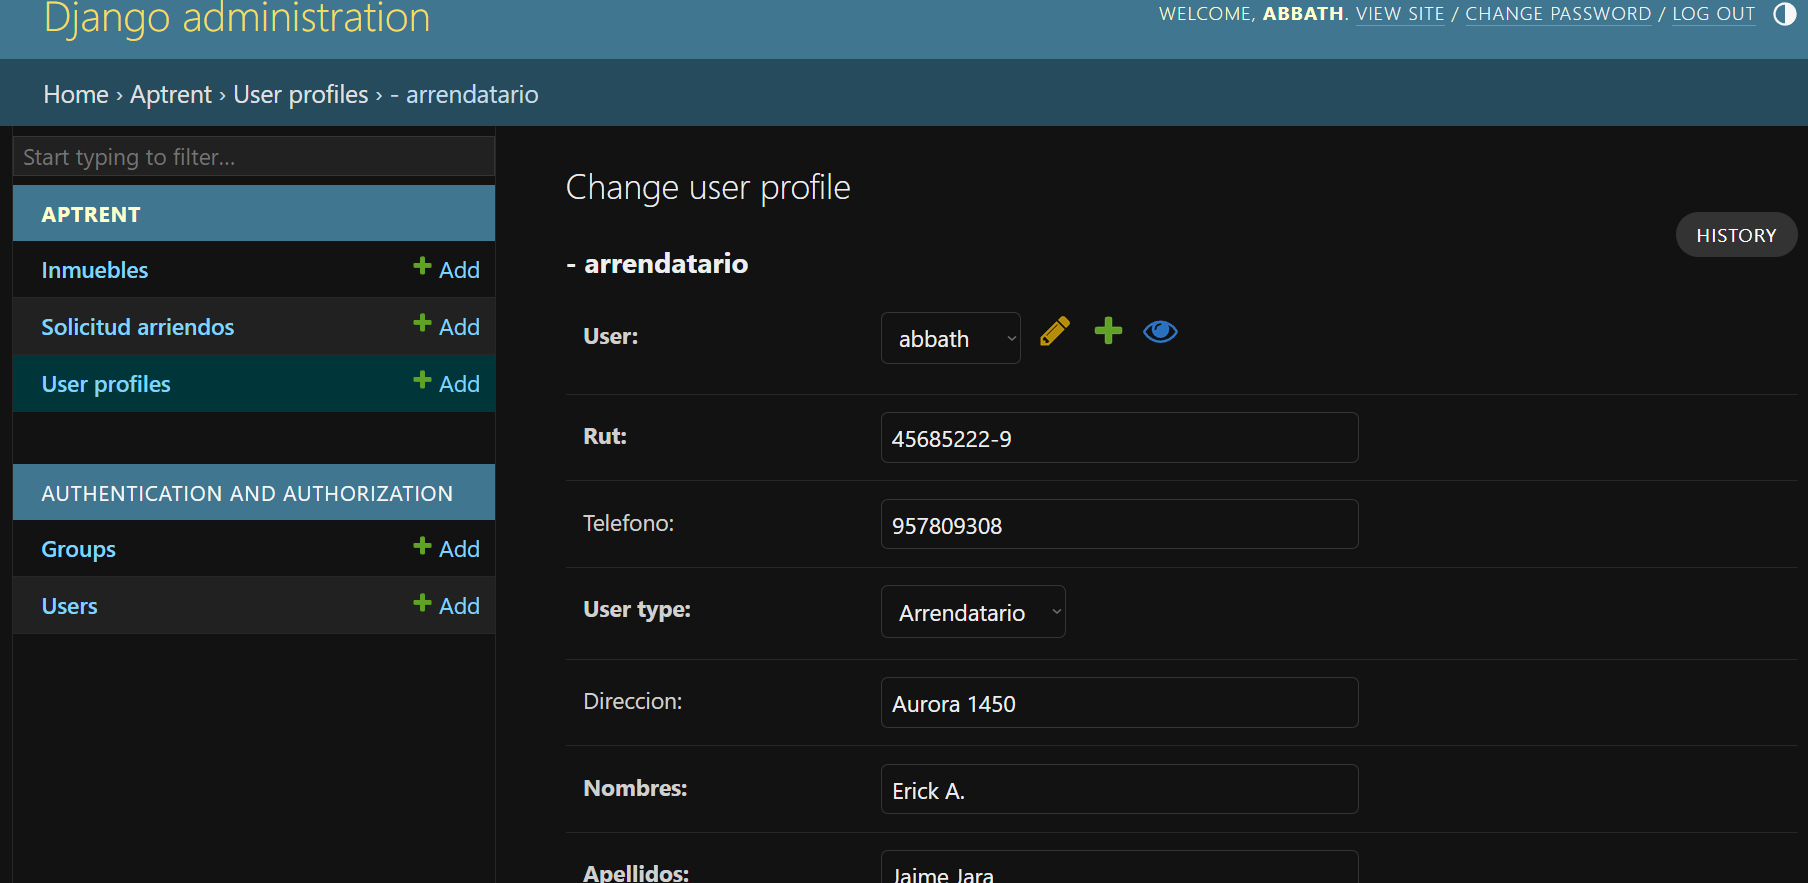 Django administration
WELCOME, ABBATH. VIEW SITE / CHANGE PASSWORD / LOG OUT
Home › Aptrent › User profiles › - arrendatario
Start typing to filter...
APTRENT
Inmuebles Add
Solicitud arriendos Add
User profiles Add
AUTHENTICATION AND AUTHORIZATION
Groups Add
Users Add
Change user profile
HISTORY
- arrendatario
User: abbath
Rut: 45685222-9
Telefono: 957809308
User type: Arrendatario
Direccion: Aurora 1450
Nombres: Erick A.
Apellidos: Jaime Jara